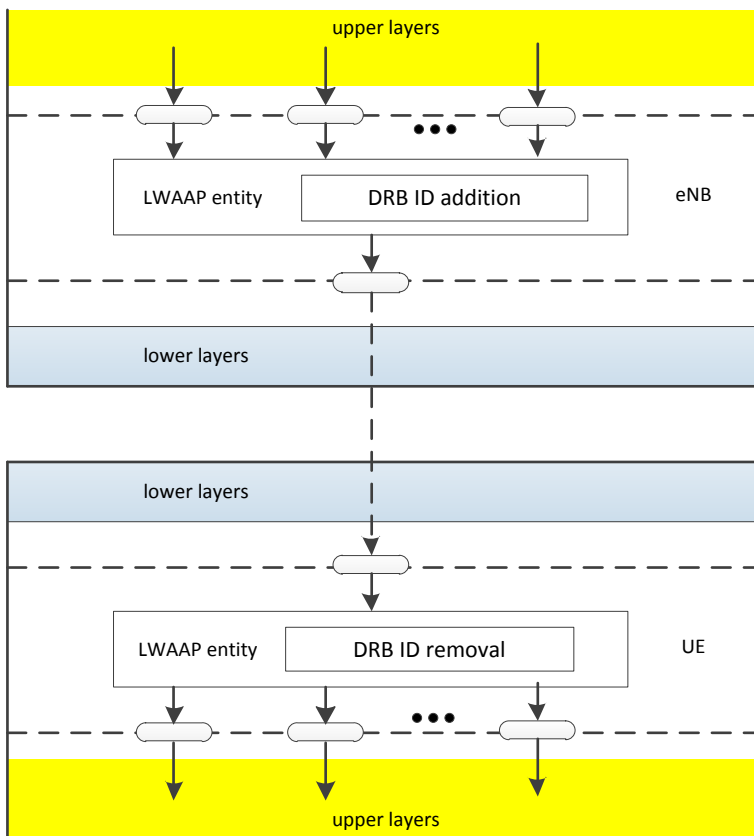 upper layers
LWAAP entity
DRB ID addition
eNB
lower layers
lower layers
LWAAP entity
DRB ID removal
UE
upper layers